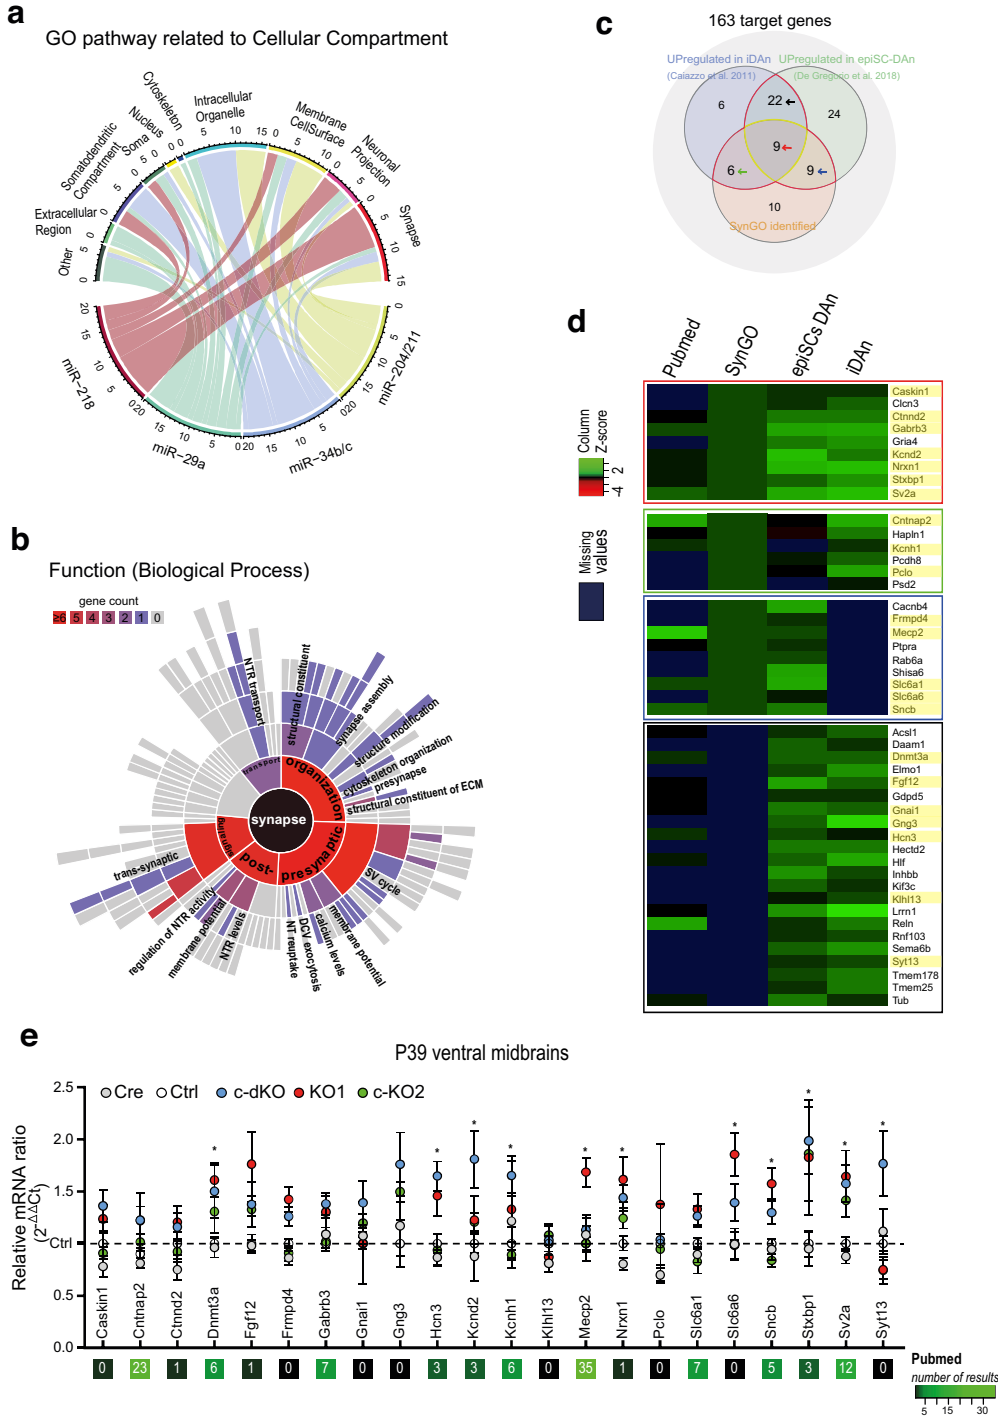 a
GO pathway related to Cellular Compartment
Other
Extracellular
Region
Somatodendritic
Compartment
Soma
Nucleus
Cytoskeleton
Intracellular
Organelle
Membrane
CellSurface
Neuronal
Projection
Synapse
miR-218
miR-29a
miR-34b/c
miR-204/211
b
Function (Biological Process)
gene count
≥6 5 4 3 2 1 0
synapse
organization
presynaptic
post-
signaling
transport
NTR transport
structural constituent
synapse assembly
structure modification
cytoskeleton organization
presynapse
structural constituent of ECM
SV cycle
membrane potential
calcium levels
DCV exocytosis
NT reuptake
NTR levels
membrane potential
regulation of NTR activity
trans-synaptic
c
163 target genes
UPregulated in iDAn
(Caiazzo et al. 2011)
UPregulated in epiSC-DAn
(De Gregorio et al. 2018)
6
22
24
9
6
9
10
SynGO identified
d
Pubmed
SynGO
epiSCs DAn
iDAn
Column
Z-score
-4 2
Missing
values
Caskin1
Clcn3
Ctnnd2
Gabrb3
Gria4
Kcnd2
Nrxn1
Stxbp1
Sv2a
Cntnap2
Hapln1
Kcnh1
Pcdh8
Pclo
Psd2
Cacnb4
Frmpd4
Mecp2
Ptpra
Rab6a
Shisa6
Slc6a1
Slc6a6
Sncb
Acsl1
Daam1
Dnmt3a
Elmo1
Fgf12
Gdpd5
Gnai1
Gng3
Hcn3
Hectd2
Hlf
Inhbb
Kif3c
Klhl13
Lrrn1
Reln
Rnf103
Sema6b
Syt13
Tmem178
Tmem25
Tub
e
P39 ventral midbrains
Cre Ctrl c-dKO KO1 c-KO2
Relative mRNA ratio
(2-ΔΔCt)
2.5
2.0
1.5
Ctrl
0.5
0.0
Caskin1 Cntnap2 Ctnnd2 Dnmt3a Fgf12 Frmpd4 Gabrb3 Gnai1 Gng3 Hcn3 Kcnd2 Kcnh1 Klhl13 Mecp2 Nrxn1 Pclo Slc6a1 Slc6a6 Sncb Stxbp1 Sv2a Syt13
0 23 1 6 1 0 7 0 0 3 3 6 0 35 1 0 7 0 5 3 12 0
Pubmed
number of results
5 15 30